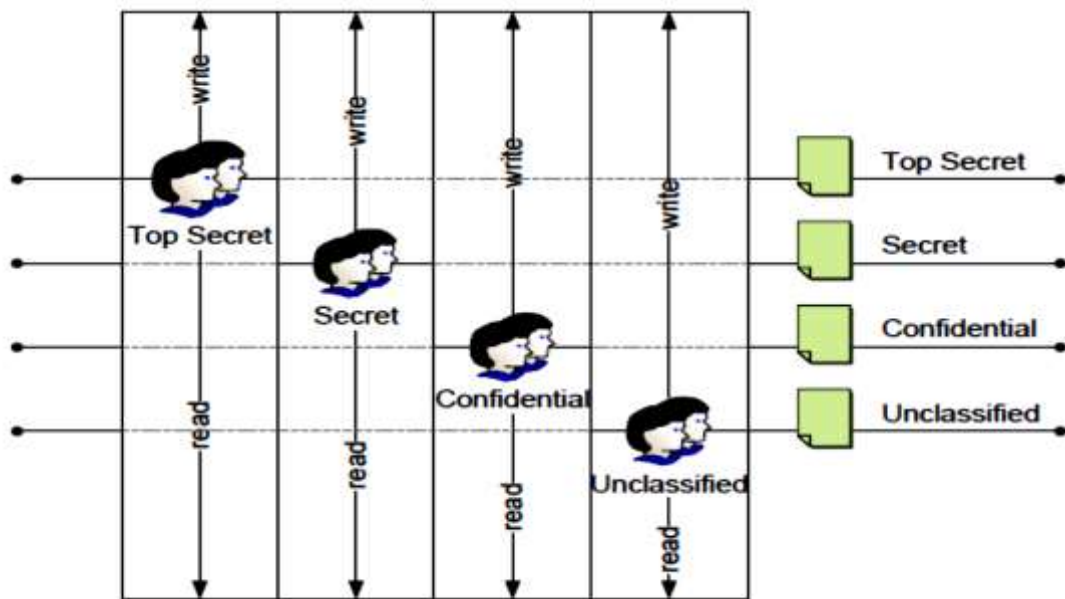 write
write
write
write
Top Secret
Top Secret
Secret
Secret
Confidential
Confidential
Unclassified
Unclassified
read
read
read
read